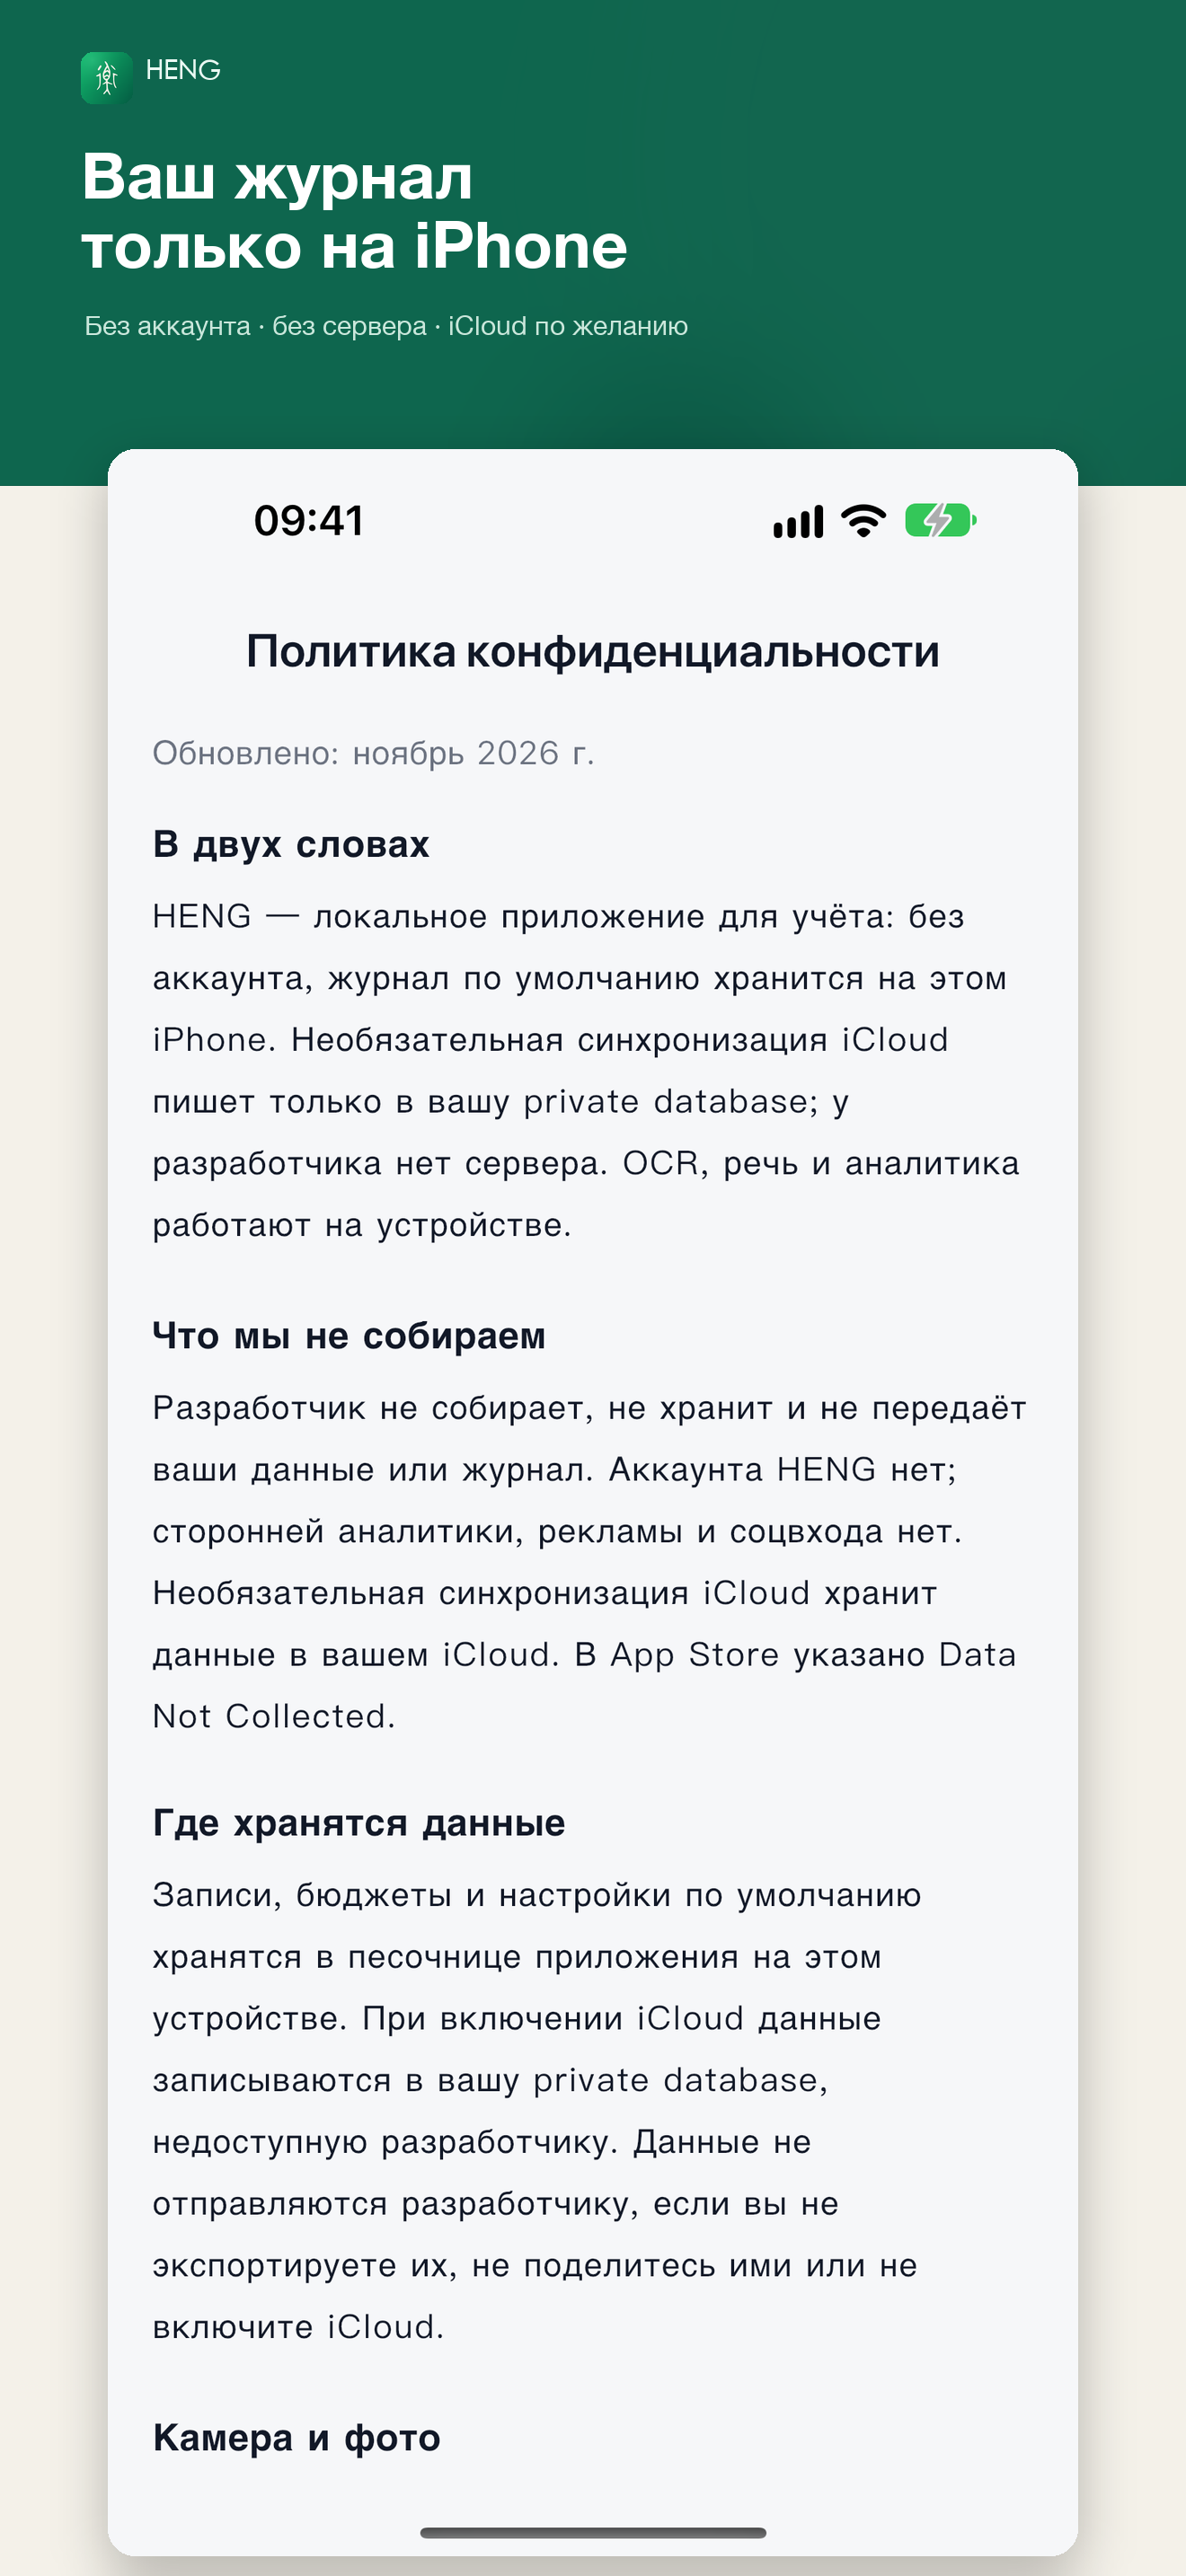 HENG
Ваш журнал
только на iPhone
Без аккаунта · без сервера · iCloud по желанию
09:41
Политика конфиденциальности
Обновлено: ноябрь 2026 г.
В двух словах
HENG — локальное приложение для учёта: без
аккаунта, журнал по умолчанию хранится на этом
iPhone. Необязательная синхронизация iCloud
пишет только в вашу private database; у
разработчика нет сервера. OCR, речь и аналитика
работают на устройстве.
Что мы не собираем
Разработчик не собирает, не хранит и не передаёт
ваши данные или журнал. Аккаунта HENG нет;
сторонней аналитики, рекламы и соцвхода нет.
Необязательная синхронизация iCloud хранит
данные в вашем iCloud. В App Store указано Data
Not Collected.
Где хранятся данные
Записи, бюджеты и настройки по умолчанию
хранятся в песочнице приложения на этом
устройстве. При включении iCloud данные
записываются в вашу private database,
недоступную разработчику. Данные не
отправляются разработчику, если вы не
экспортируете их, не поделитесь ими или не
включите iCloud.
Камера и фото